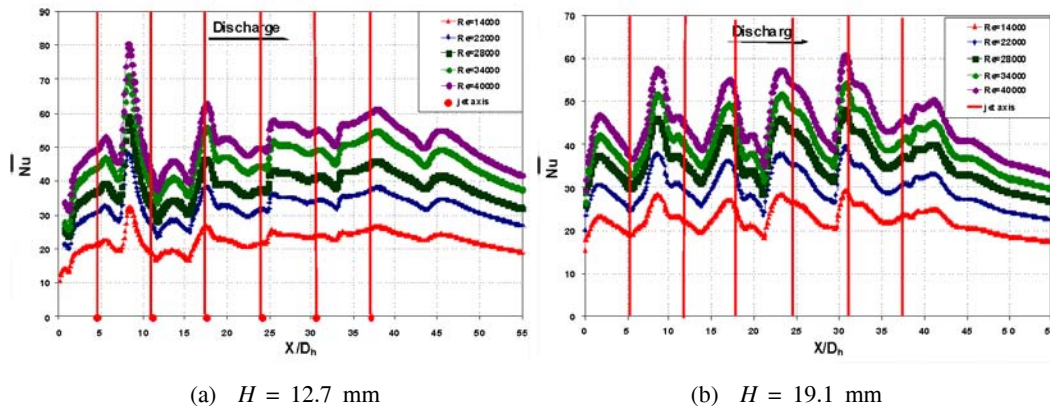 90
80
70
60
50
40
30
20
10
0
Nu
Discharge
Re=14000
Re=22000
Re=28000
Re=34000
Re=40000
jet axis
0 5 10 15 20 25 30 35 40 45 50 55
X/Dh
(a) H = 12.7 mm
70
60
50
40
30
20
10
0
Nu
Discharg
Re=14000
Re=22000
Re=28000
Re=34000
Re=40000
jet axis
0 5 10 15 20 25 30 35 40 45 50 55
X/Dh
(b) H = 19.1 mm